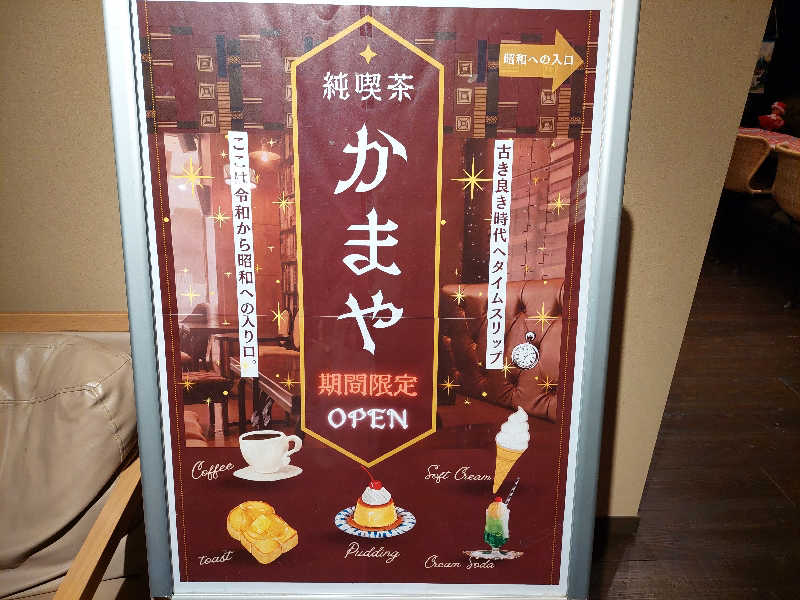 昭和への入口
純喫茶
かまや
古き良き時代へタイムスリップ
ここは令和から昭和への入り口。
期間限定
OPEN
Coffee
Soft Cream
toast
Pudding
Cream Soda